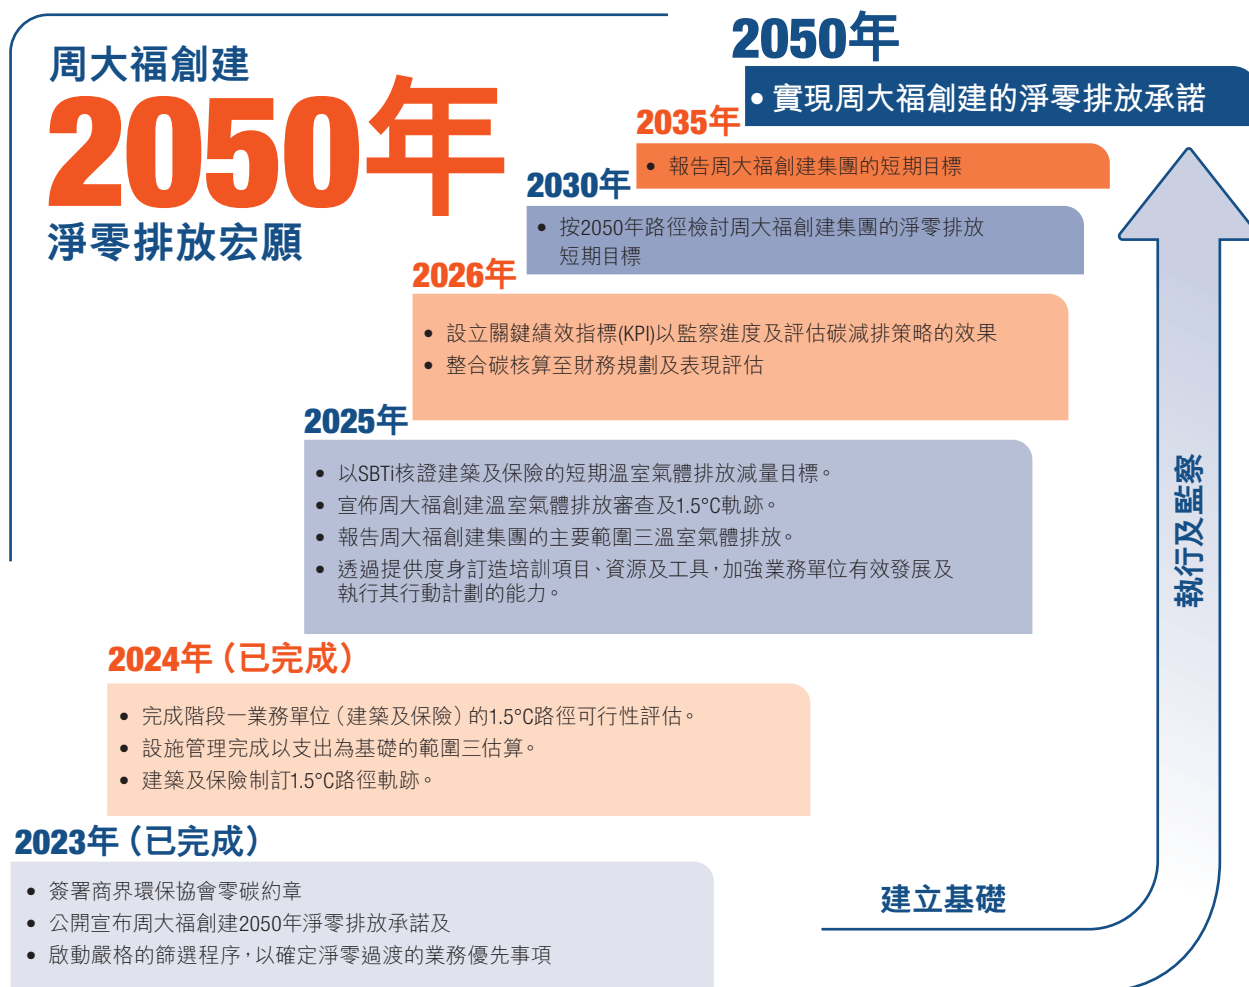 周大福創建
2050年
淨零排放宏願
2050年
• 實現周大福創建的淨零排放承諾
2035年
• 報告周大福創建集團的短期目標
2030年
• 按2050年路徑檢討周大福創建集團的淨零排放
短期目標
2026年
• 設立關鍵績效指標(KPI)以監察進度及評估碳減排策略的效果
• 整合碳核算至財務規劃及表現評估
2025年
• 以SBTi核證建築及保險的短期溫室氣體排放減量目標。
• 宣佈周大福創建溫室氣體排放審查及1.5°C軌跡。
• 報告周大福創建集團的主要範圍三溫室氣體排放。
• 透過提供度身訂造培訓項目、資源及工具，加強業務單位有效發展及
執行其行動計劃的能力。
2024年（已完成）
• 完成階段一業務單位（建築及保險）的1.5°C路徑可行性評估。
• 設施管理完成以支出為基礎的範圍三估算。
• 建築及保險制訂1.5°C路徑軌跡。
2023年（已完成）
• 簽署商界環保協會零碳約章
• 公開宣布周大福創建2050年淨零排放承諾及
• 啟動嚴格的篩選程序，以確定淨零過渡的業務優先事項
建立基礎
執行及監察